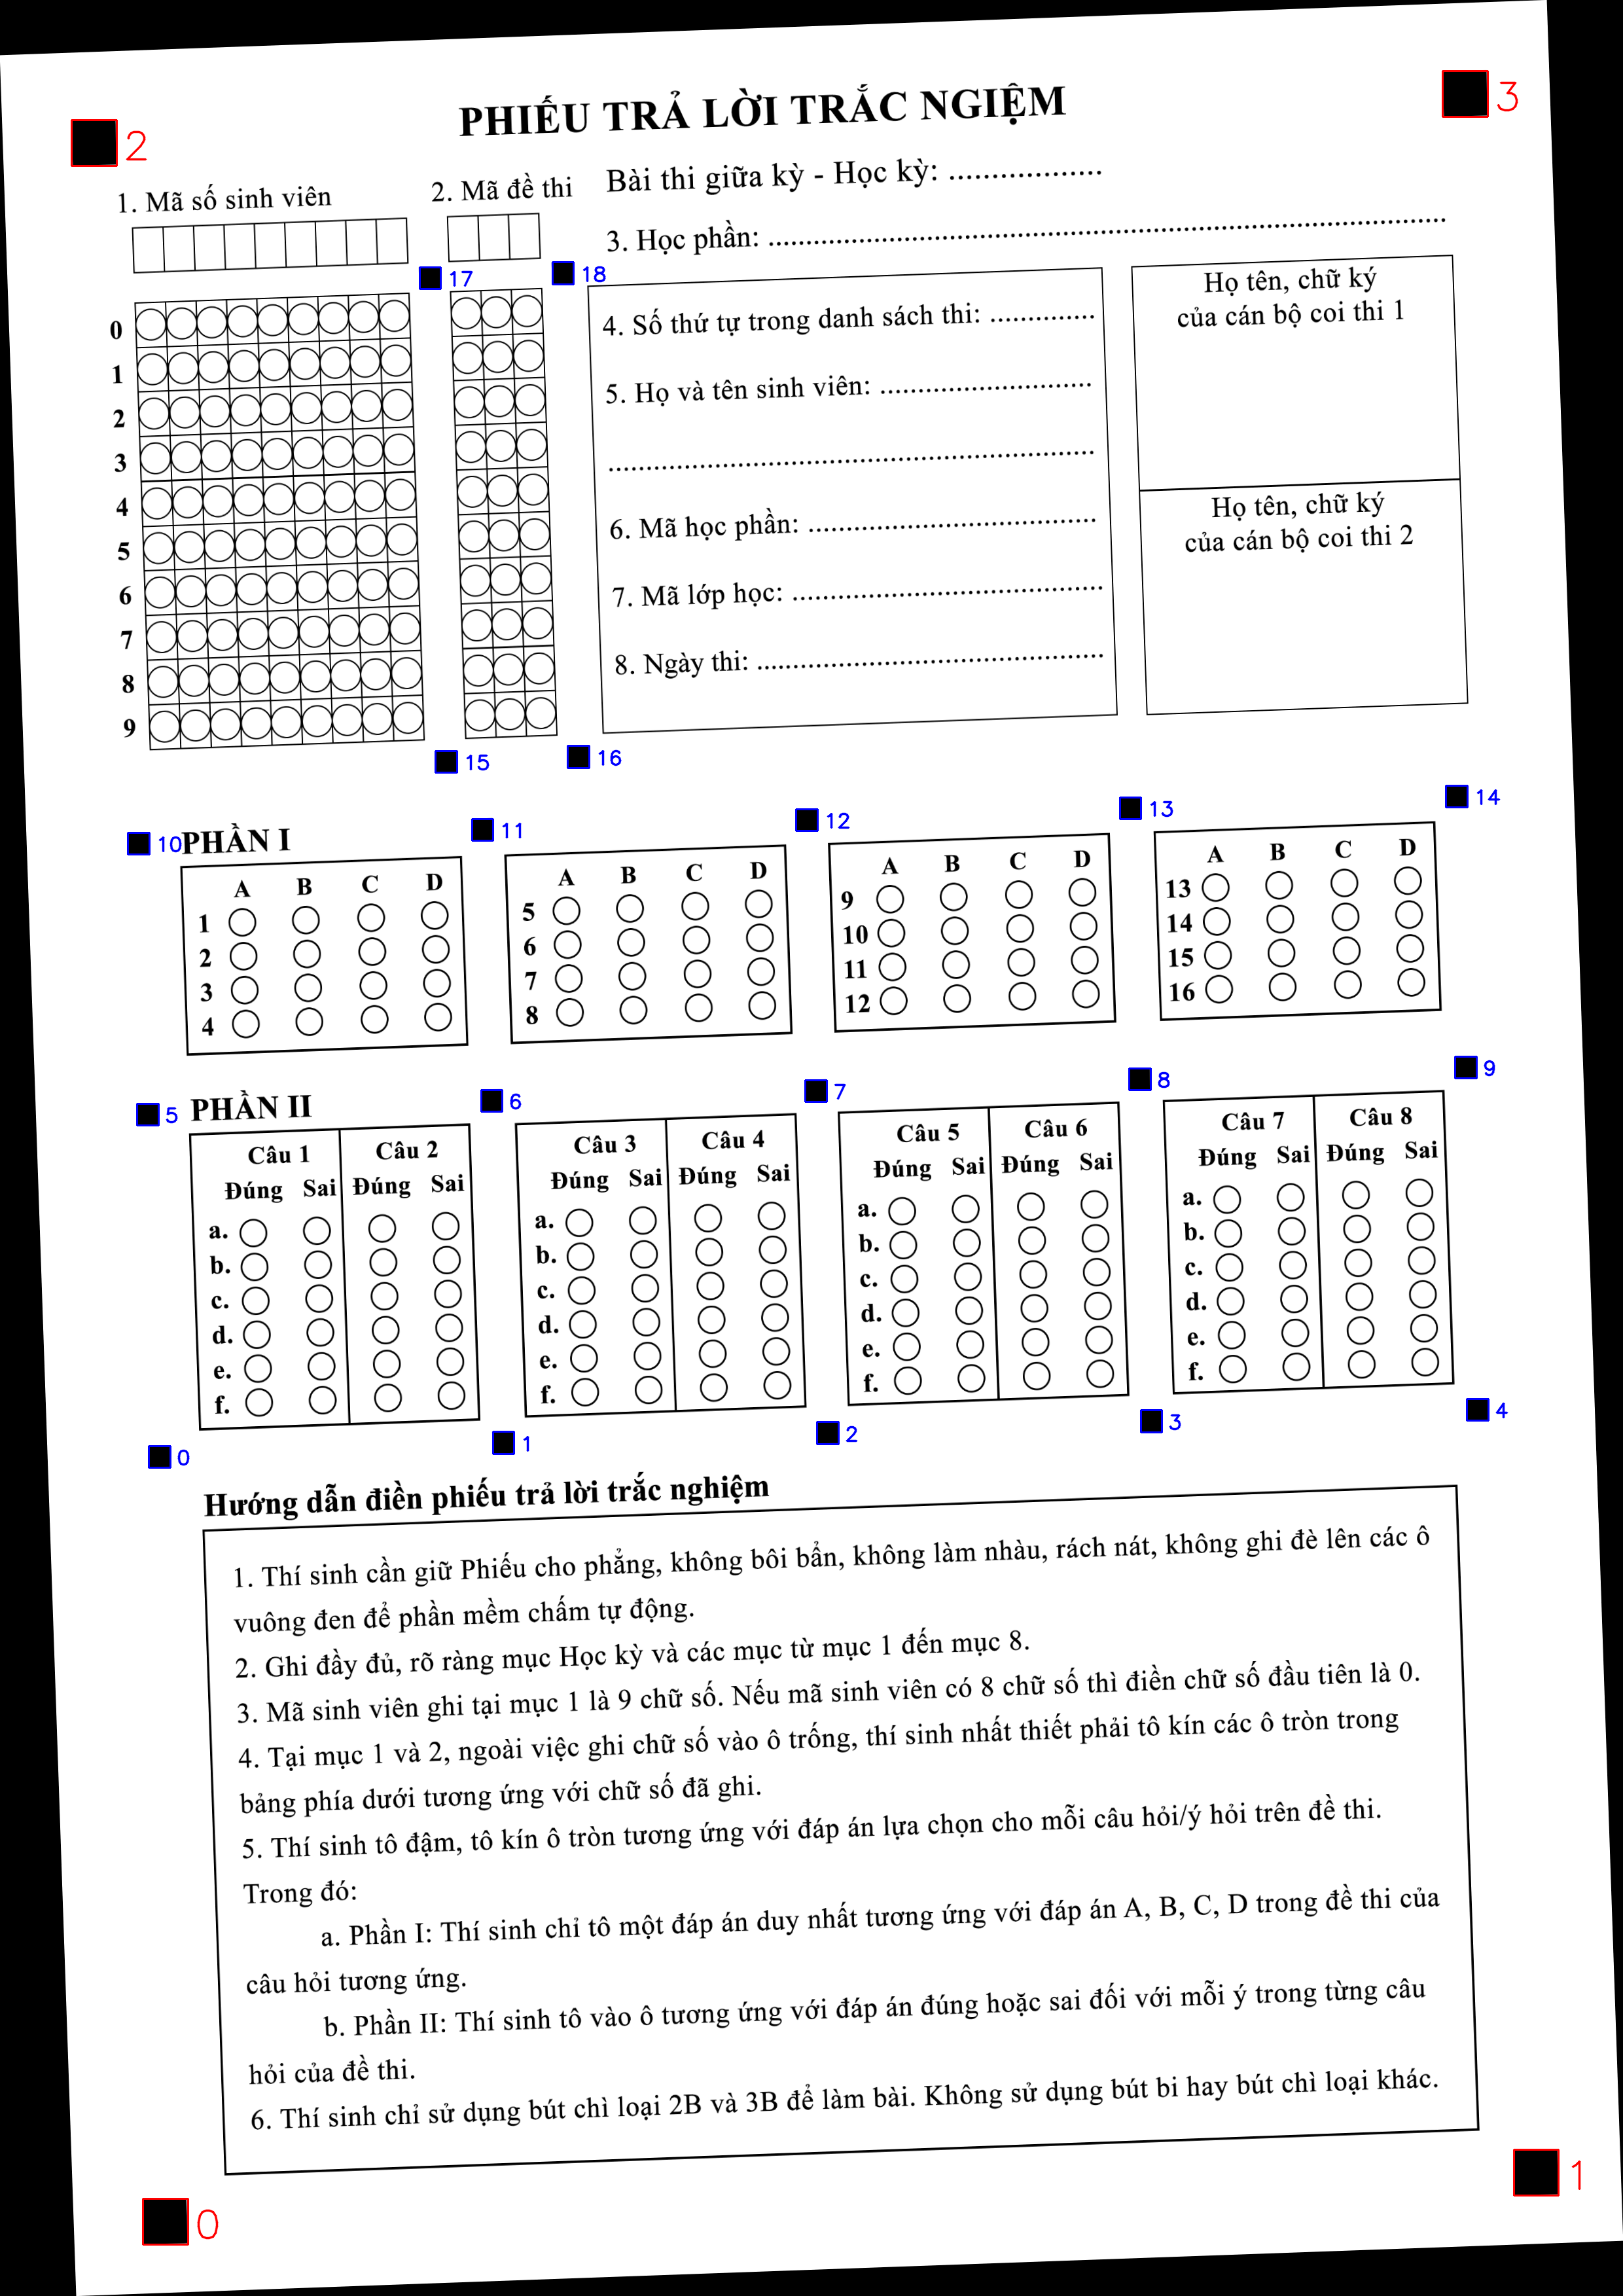 PHIẾU TRẢ LỜI TRẮC NGIỆM
2
3
1. Mã số sinh viên
2. Mã đề thi
Bài thi giữa kỳ - Học kỳ: ..................
3. Học phần: ..........................................................................................
17
18
0
1
2
3
4
5
6
7
8
9
4. Số thứ tự trong danh sách thi: ..............
5. Họ và tên sinh viên: ............................
................................................................
6. Mã học phần: ......................................
7. Mã lớp học: .........................................
8. Ngày thi: ..............................................
Họ tên, chữ ký
của cán bộ coi thi 1
Họ tên, chữ ký
của cán bộ coi thi 2
15
16
10
PHẦN I
11
12
13
14
A B C D
1
2
3
4
A B C D
5
6
7
8
A B C D
9
10
11
12
A B C D
13
14
15
16
5
PHẦN II
6
7
8
9
Câu 1 Câu 2
Đúng Sai Đúng Sai
a.
b.
c.
d.
e.
f.
Câu 3 Câu 4
Đúng Sai Đúng Sai
a.
b.
c.
d.
e.
f.
Câu 5 Câu 6
Đúng Sai Đúng Sai
a.
b.
c.
d.
e.
f.
Câu 7 Câu 8
Đúng Sai Đúng Sai
a.
b.
c.
d.
e.
f.
0
1
2
3
4
Hướng dẫn điền phiếu trả lời trắc nghiệm
1. Thí sinh cần giữ Phiếu cho phẳng, không bôi bẩn, không làm nhàu, rách nát, không ghi đè lên các ô
vuông đen để phần mềm chấm tự động.
2. Ghi đầy đủ, rõ ràng mục Học kỳ và các mục từ mục 1 đến mục 8.
3. Mã sinh viên ghi tại mục 1 là 9 chữ số. Nếu mã sinh viên có 8 chữ số thì điền chữ số đầu tiên là 0.
4. Tại mục 1 và 2, ngoài việc ghi chữ số vào ô trống, thí sinh nhất thiết phải tô kín các ô tròn trong
bảng phía dưới tương ứng với chữ số đã ghi.
5. Thí sinh tô đậm, tô kín ô tròn tương ứng với đáp án lựa chọn cho mỗi câu hỏi/ý hỏi trên đề thi.
Trong đó:
a. Phần I: Thí sinh chỉ tô một đáp án duy nhất tương ứng với đáp án A, B, C, D trong đề thi của
câu hỏi tương ứng.
b. Phần II: Thí sinh tô vào ô tương ứng với đáp án đúng hoặc sai đối với mỗi ý trong từng câu
hỏi của đề thi.
6. Thí sinh chỉ sử dụng bút chì loại 2B và 3B để làm bài. Không sử dụng bút bi hay bút chì loại khác.
0
1